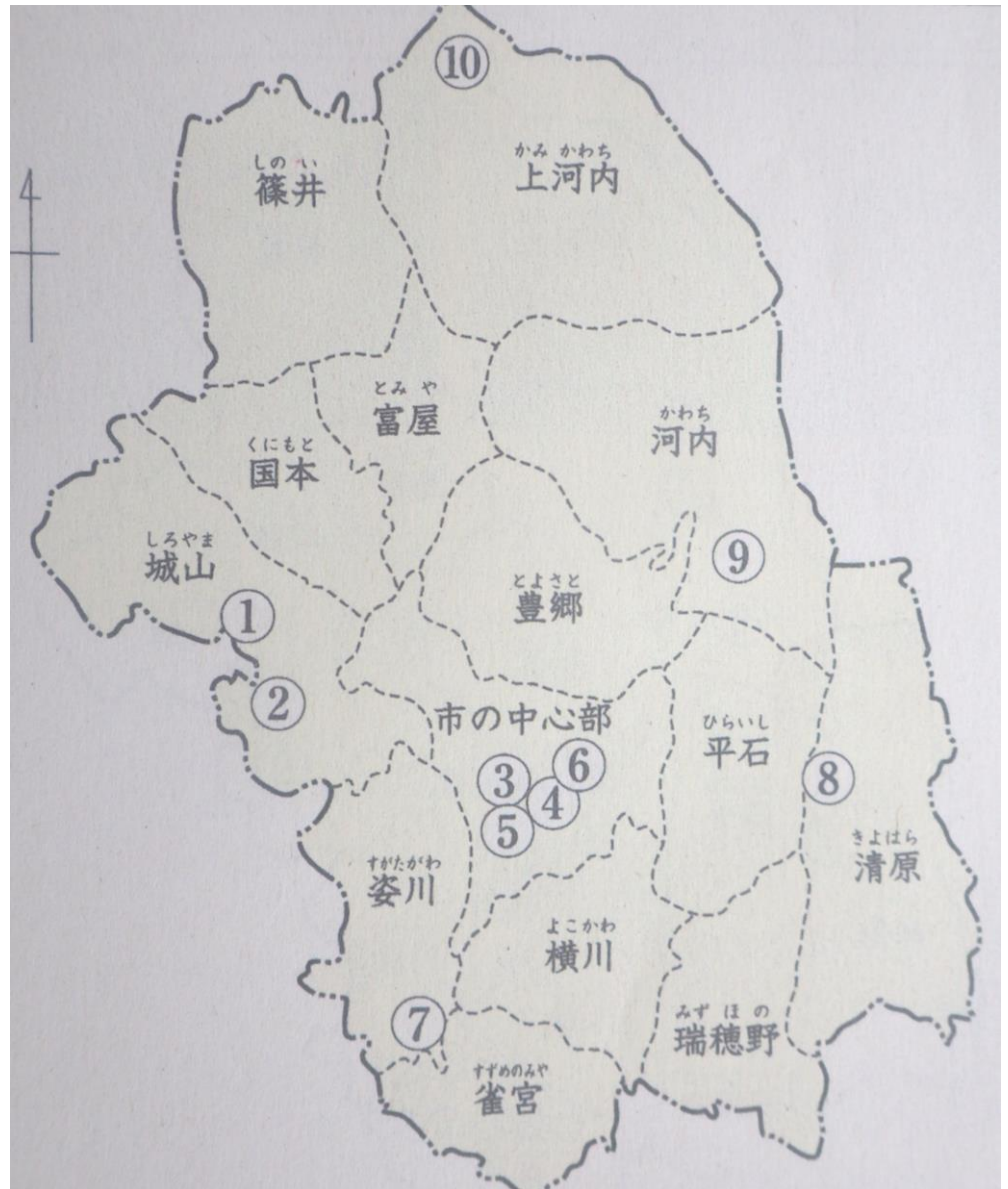 ⑩
しの い
篠井
かみ かわち
上河内
とみ や
富屋
かわち
河内
くにもと
国本
しろやま
城山
⑨
とよさと
豊郷
①
②
市の中心部
ひらいし
平石
③
⑥
④
⑤
⑧
きよはら
清原
すがたがわ
姿川
よこかわ
横川
⑦
みず ほ の
瑞穂野
すずめのみや
雀宮